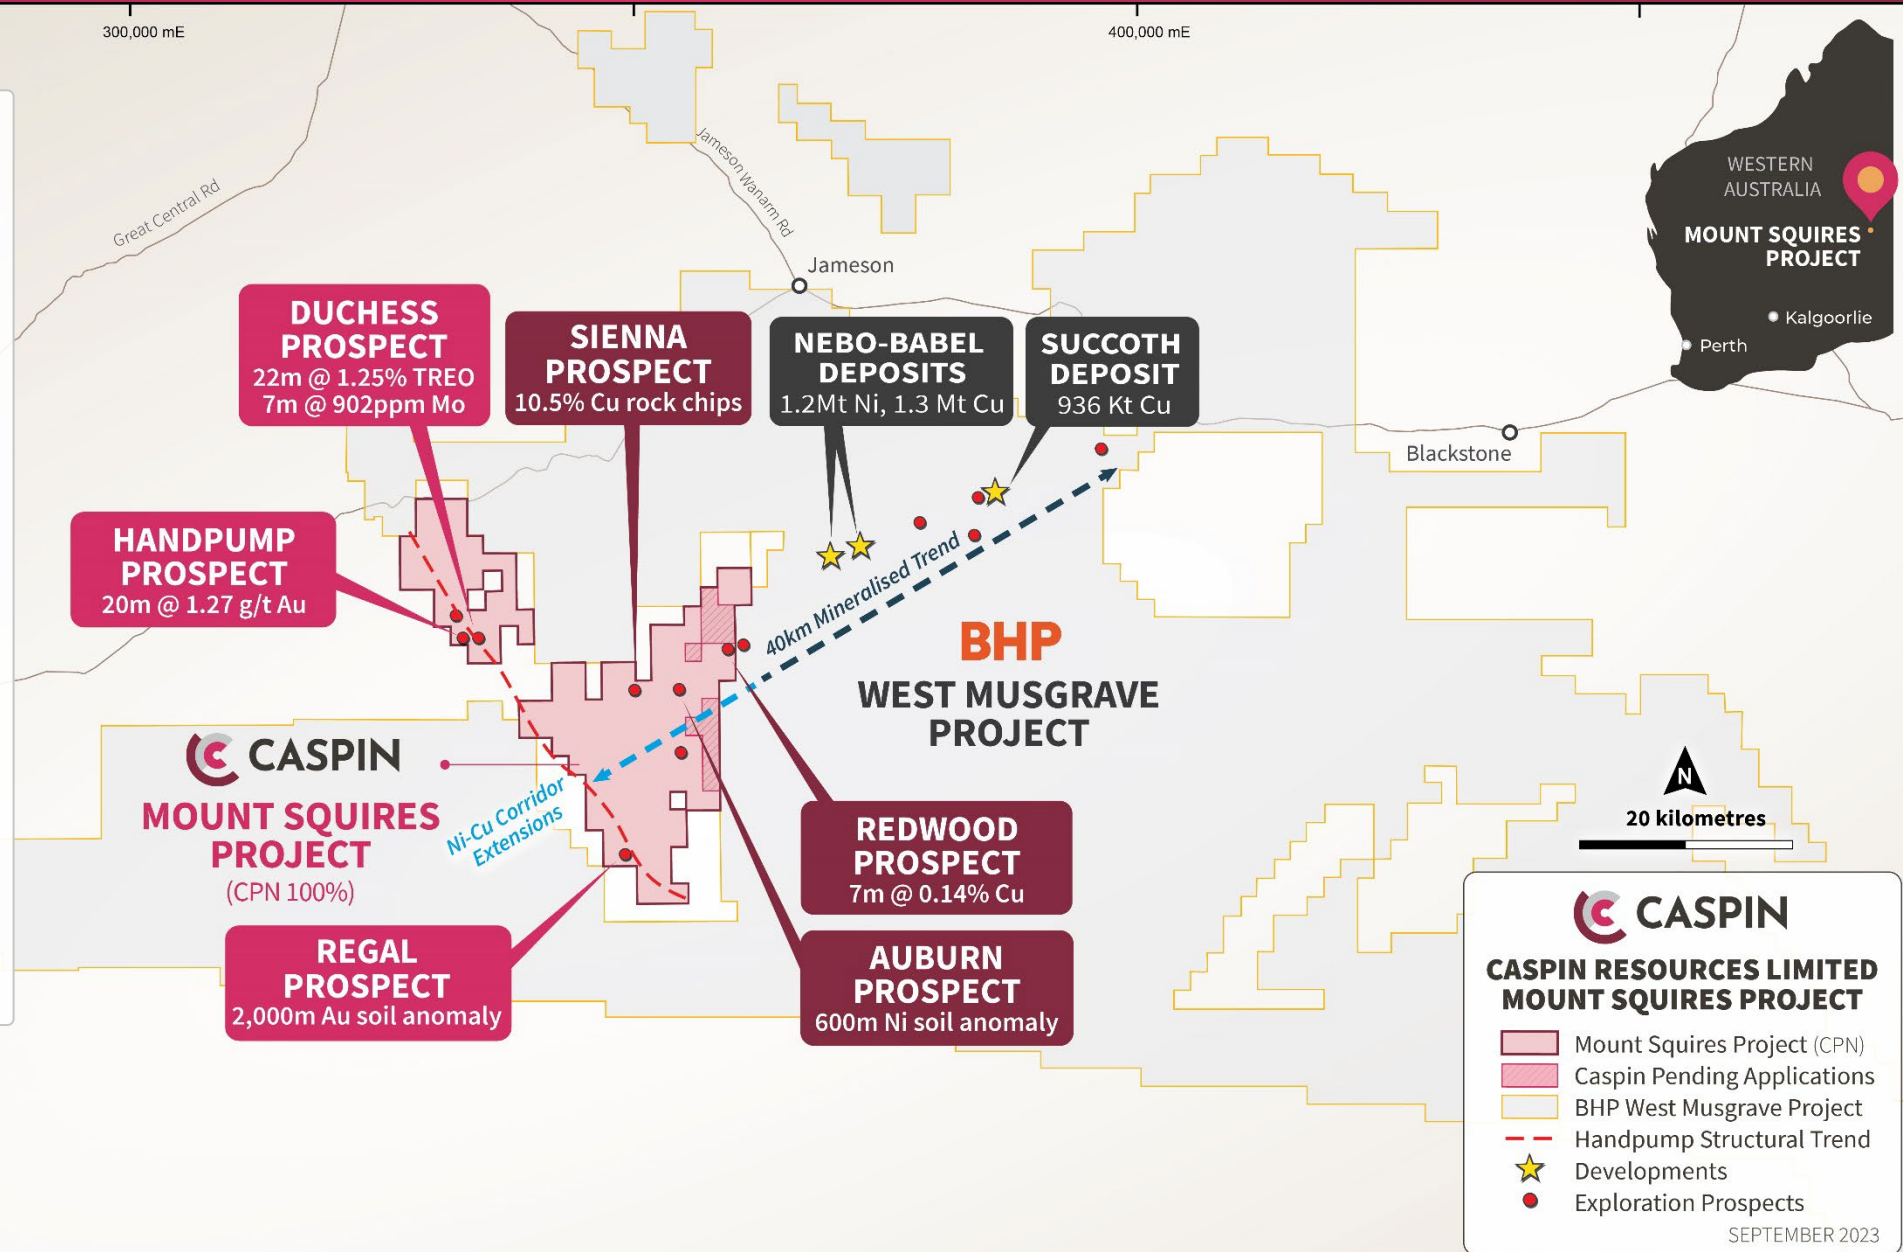 300,000 mE
400,000 mE
Great Central Rd
Jameson Wanarm Rd
Jameson
WESTERN
AUSTRALIA
MOUNT SQUIRES
PROJECT
Kalgoorlie
Perth
DUCHESS
PROSPECT
22m @ 1.25% TREO
7m @ 902ppm Mo
SIENNA
PROSPECT
10.5% Cu rock chips
NEBO-BABEL
DEPOSITS
1.2Mt Ni, 1.3 Mt Cu
SUCCOTH
DEPOSIT
936 Kt Cu
Blackstone
HANDPUMP
PROSPECT
20m @ 1.27 g/t Au
40km Mineralised Trend
BHP
WEST MUSGRAVE
PROJECT
CASPIN
MOUNT SQUIRES
PROJECT
(CPN 100%)
Ni-Cu Corridor
Extensions
REDWOOD
PROSPECT
7m @ 0.14% Cu
REGAL
PROSPECT
2,000m Au soil anomaly
AUBURN
PROSPECT
600m Ni soil anomaly
N
20 kilometres
CASPIN
CASPIN RESOURCES LIMITED
MOUNT SQUIRES PROJECT
Mount Squires Project (CPN)
Caspin Pending Applications
BHP West Musgrave Project
Handpump Structural Trend
Developments
Exploration Prospects
SEPTEMBER 2023